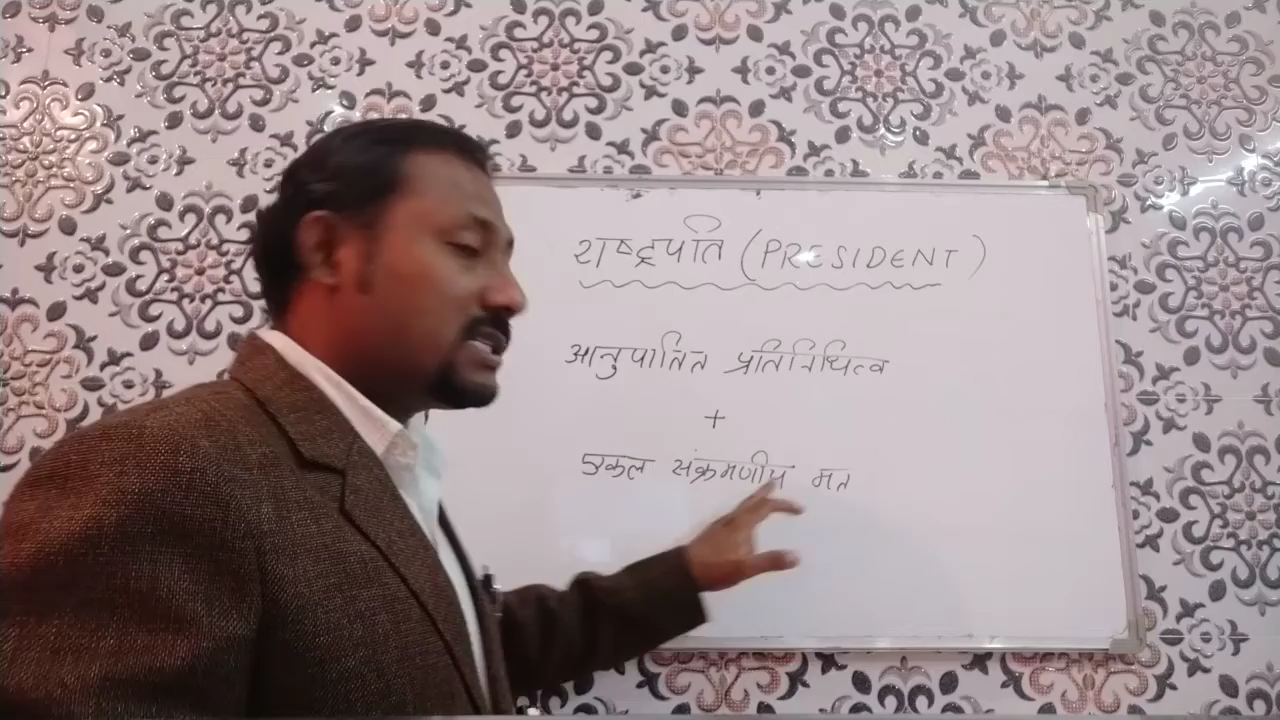 राष्ट्रपति (PRESIDENT)
आनुपातित प्रतिनिधित्व
+
एकल संक्रमणीय मत